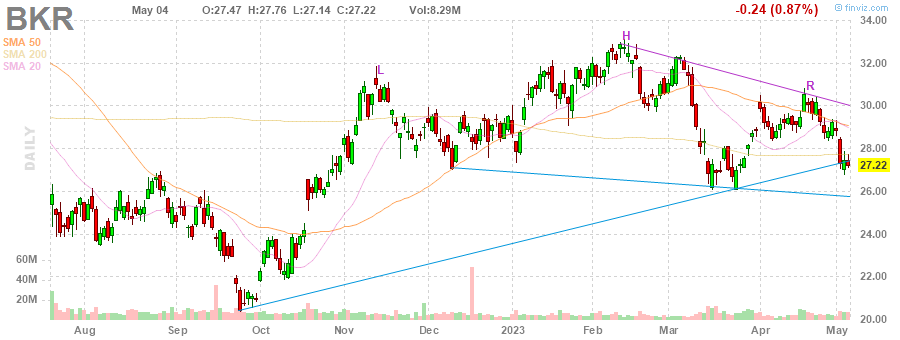 BKR
May 04 O:27.47 H:27.76 L:27.14 C:27.22 Vol:8.29M
-0.24 (0.87%)
finviz.com
SMA 50
SMA 200
SMA 20
DAILY
L
H
R
34.00
32.00
30.00
28.00
27.22
26.00
24.00
22.00
20.00
60M
40M
20M
Aug Sep Oct Nov Dec 2023 Feb Mar Apr May